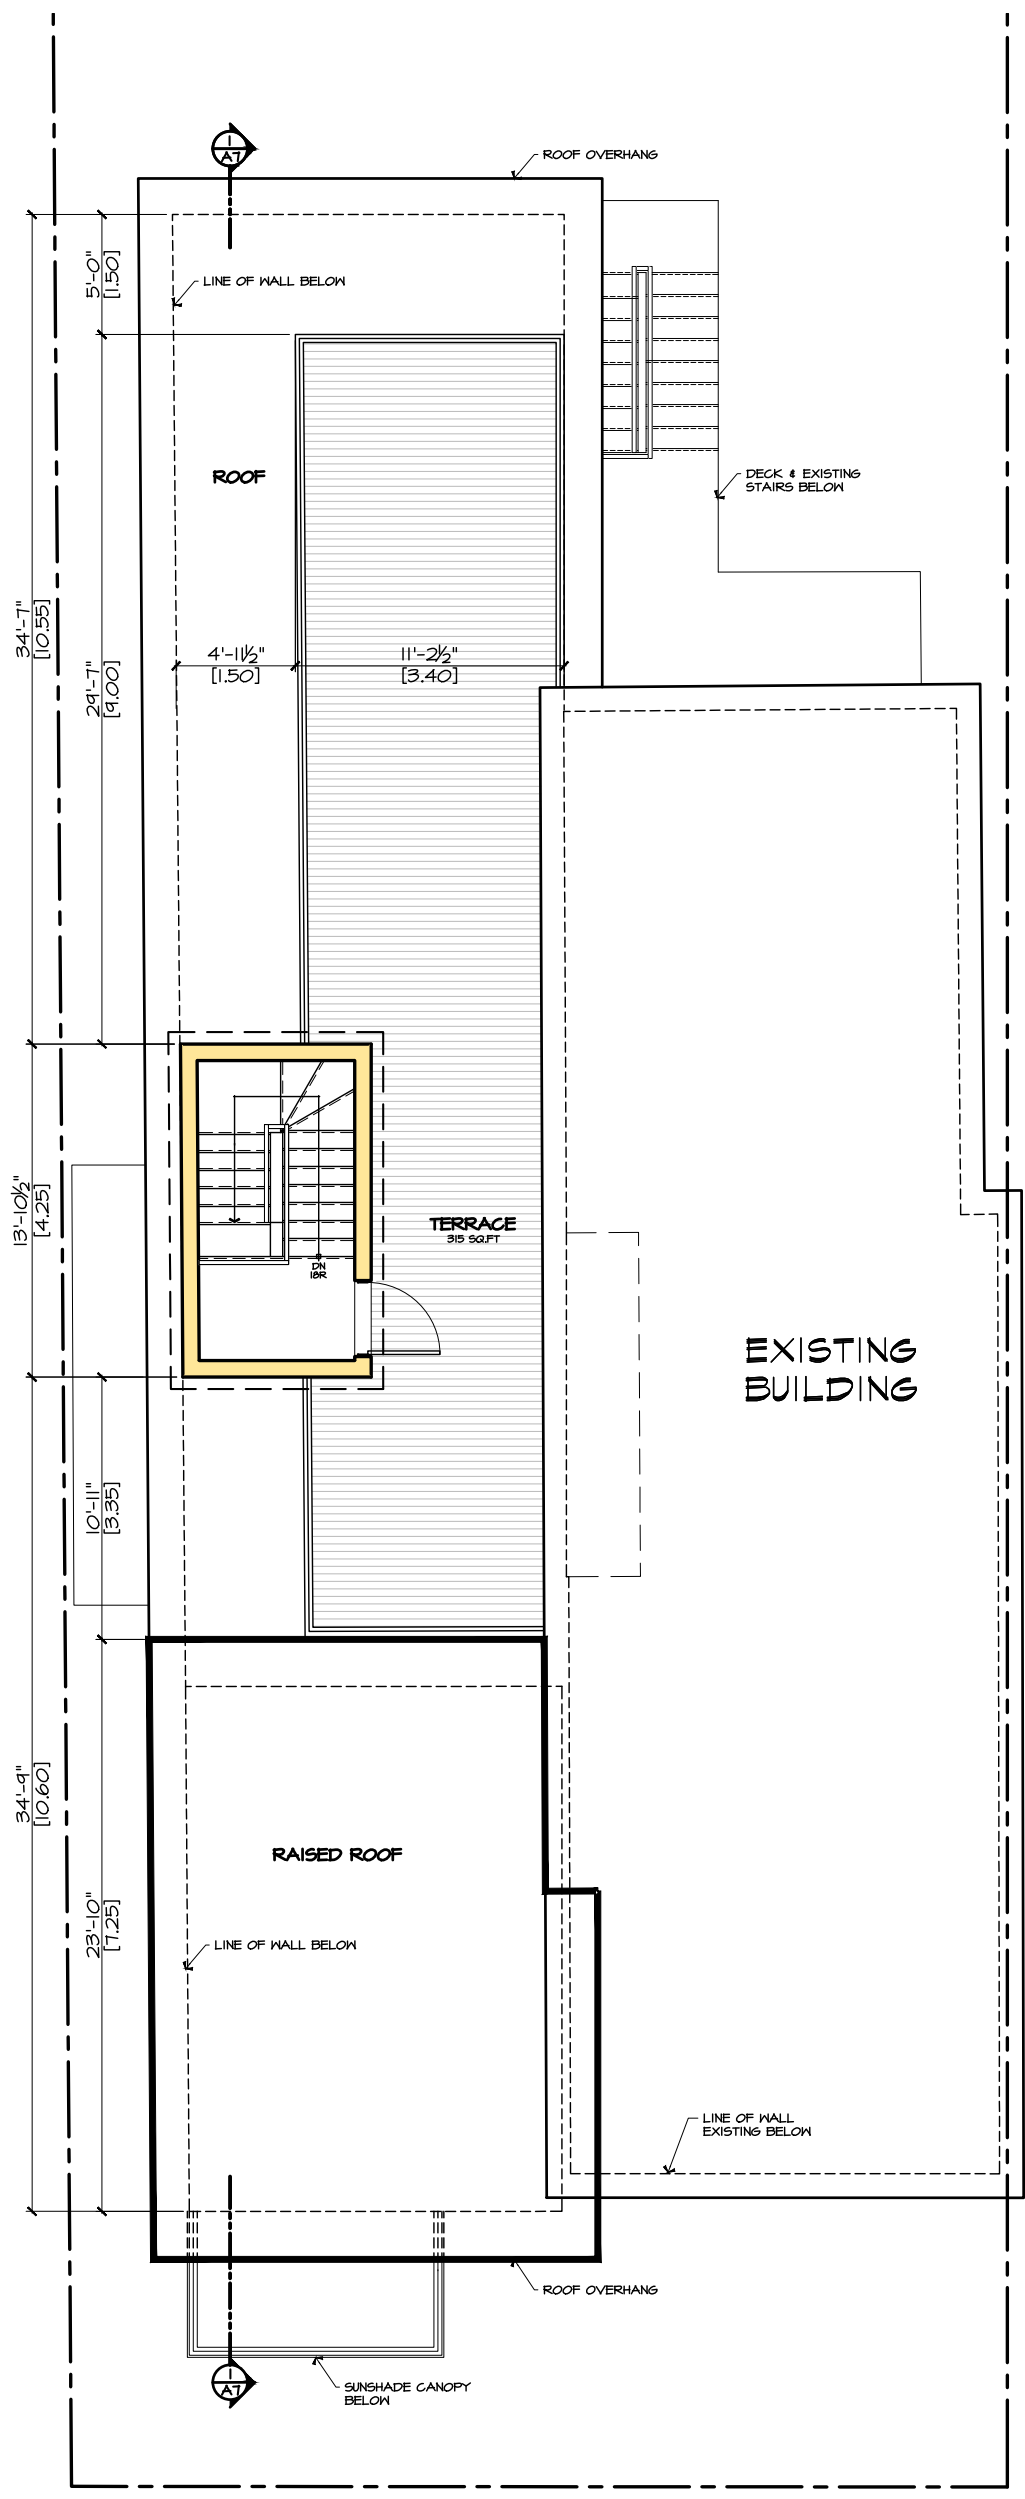 1
A7
ROOF OVERHANG
5'-0"
[1.50]
LINE OF WALL BELOW
ROOF
DECK & EXISTING
STAIRS BELOW
34'-7"
[10.55]
29'-7"
[9.00]
4'-11½"
[1.50]
11'-2½"
[3.40]
13'-10½"
[4.25]
TERRACE
315 SQ.FT
DN
18R
EXISTING
BUILDING
10'-11"
[3.35]
34'-9"
[10.60]
RAISED ROOF
23'-10"
[7.25]
LINE OF WALL BELOW
LINE OF WALL
EXISTING BELOW
ROOF OVERHANG
1
A7
SUNSHADE CANOPY
BELOW